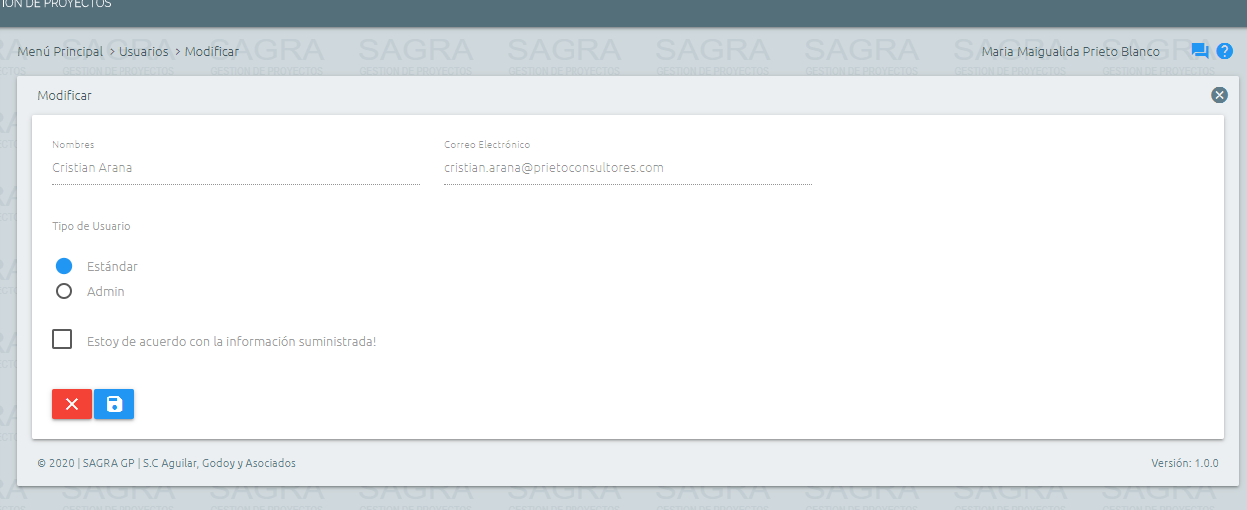 GESTION DE PROYECTOS
Menú Principal > Usuarios > Modificar
Maria Maigualida Prieto Blanco
Modificar
Nombres
Correo Electrónico
Cristian Arana
cristian.arana@prietoconsultores.com
Tipo de Usuario
Estándar
Admin
Estoy de acuerdo con la información suministrada!
© 2020 | SAGRA GP | S.C Aguilar, Godoy y Asociados
Versión: 1.0.0